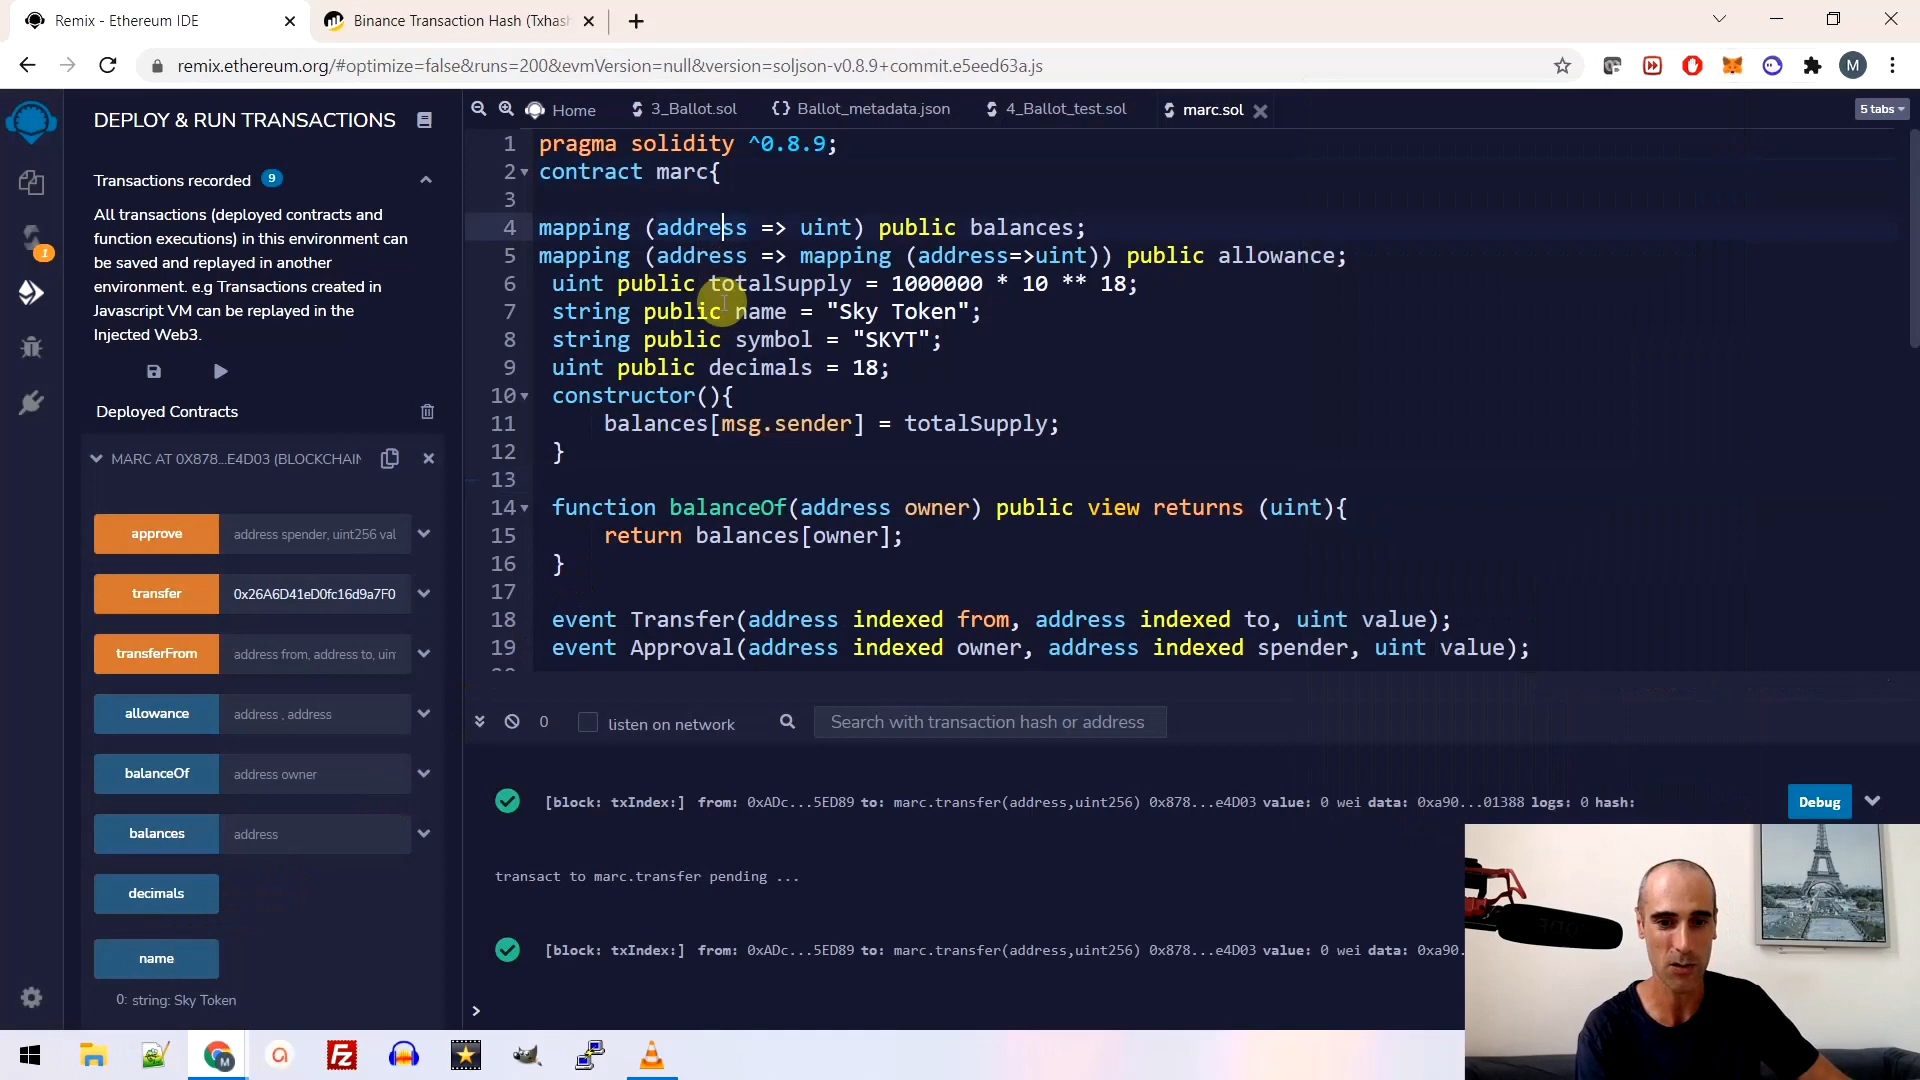 Remix - Ethereum IDE
Binance Transaction Hash (Txhash
remix.ethereum.org/#optimize=false&runs=200&evmVersion=null&version=soljson-v0.8.9+commit.e5eed63a.js
M
DEPLOY & RUN TRANSACTIONS
Home
3_Ballot.sol
{} Ballot_metadata.json
4_Ballot_test.sol
marc.sol
5 tabs
Transactions recorded 9
All transactions (deployed contracts and
function executions) in this environment can
be saved and replayed in another
environment. e.g Transactions created in
Javascript VM can be replayed in the
Injected Web3.
1
Deployed Contracts
MARC AT 0X878...E4D03 (BLOCKCHAIN
approve address spender, uint256 val
transfer 0x26A6D41eD0fc16d9a7F0
transferFrom address from, address to, uin
allowance address , address
balanceOf address owner
balances address
decimals
name
0: string: Sky Token
1 pragma solidity ^0.8.9;
2 contract marc{
3
4 mapping (address => uint) public balances;
5 mapping (address => mapping (address=>uint)) public allowance;
6 uint public totalSupply = 1000000 * 10 ** 18;
7 string public name = "Sky Token";
8 string public symbol = "SKYT";
9 uint public decimals = 18;
10 constructor(){
11 balances[msg.sender] = totalSupply;
12 }
13
14 function balanceOf(address owner) public view returns (uint){
15 return balances[owner];
16 }
17
18 event Transfer(address indexed from, address indexed to, uint value);
19 event Approval(address indexed owner, address indexed spender, uint value);
0 listen on network Search with transaction hash or address
[block: txIndex:] from: 0xADc...5ED89 to: marc.transfer(address,uint256) 0x878...e4D03 value: 0 wei data: 0xa90...01388 logs: 0 hash:
Debug
transact to marc.transfer pending ...
[block: txIndex:] from: 0xADc...5ED89 to: marc.transfer(address,uint256) 0x878...e4D03 value: 0 wei data: 0xa90.
>